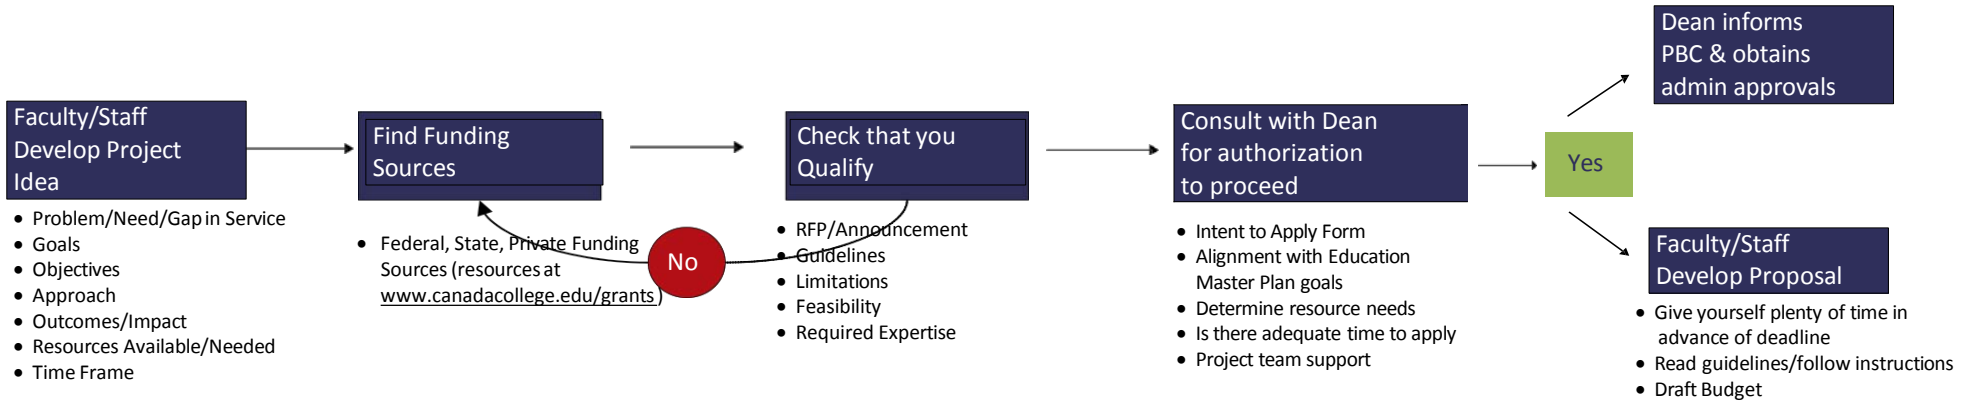 Faculty/Staff
Develop Project
Idea
• Problem/Need/Gap in Service
• Goals
• Objectives
• Approach
• Outcomes/Impact
• Resources Available/Needed
• Time Frame
Find Funding
Sources
• Federal, State, Private Funding
Sources (resources at
www.canadacollege.edu/grants)
No
Check that you
Qualify
• RFP/Announcement
• Guidelines
• Limitations
• Feasibility
• Required Expertise
Consult with Dean
for authorization
to proceed
• Intent to Apply Form
• Alignment with Education
Master Plan goals
• Determine resource needs
• Is there adequate time to apply
• Project team support
Yes
Dean informs
PBC & obtains
admin approvals
Faculty/Staff
Develop Proposal
• Give yourself plenty of time in
advance of deadline
• Read guidelines/follow instructions
• Draft Budget